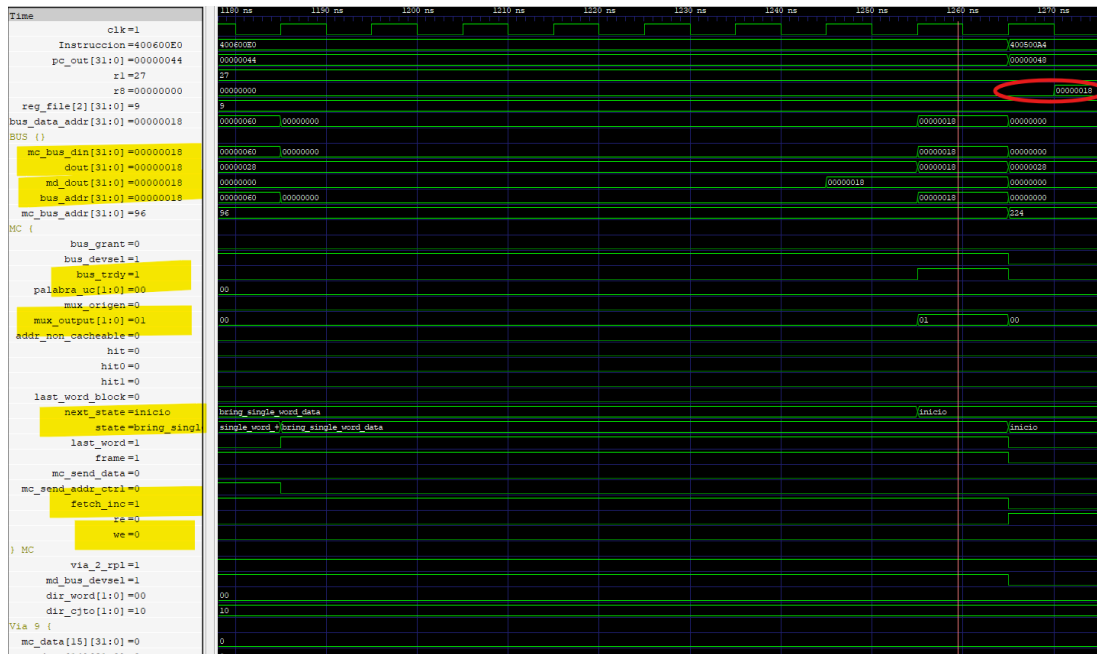 Time 1180 ns 1190 ns 1200 ns 1210 ns 1220 ns 1230 ns 1240 ns 1250 ns 1260 ns 1270 ns
clk=1
Instruccion=400600E0 400600E0 400500A4
pc_out[31:0]=00000044 00000044 00000048
r1=27 27
r8=00000000 00000000 00000018
reg_file[2][31:0]=9 9
bus_data_addr[31:0]=00000018 00000060 00000000 00000018 00000000
BUS {}
mc_bus_din[31:0]=00000018 00000060 00000000 00000018 00000000
dout[31:0]=00000018 00000028 00000018 00000028
md_dout[31:0]=00000018 00000000 00000018 00000000
bus_addr[31:0]=00000018 00000060 00000000 00000018 00000000
mc_bus_addr[31:0]=96 96 224
MC {
bus_grant=0
bus_devsel=1
bus_trdy=1
palabra_uc[1:0]=00 00
mux_origen=0
mux_output[1:0]=01 00 01 00
addr_non_cacheable=0
hit=0
hit0=0
hit1=0
last_word_block=0
next_state=inicio bring_single_word_data inicio
state=bring_singl single_word_+ bring_single_word_data inicio
last_word=1
frame=1
mc_send_data=0
mc_send_addr_ctrl=0
fetch_inc=1
re=0
we=0
} MC
via_2_rpl=1
md_bus_devsel=1
dir_word[1:0]=00 00
dir_cjto[1:0]=10 10
Via 9 {
mc_data[15][31:0]=0 0